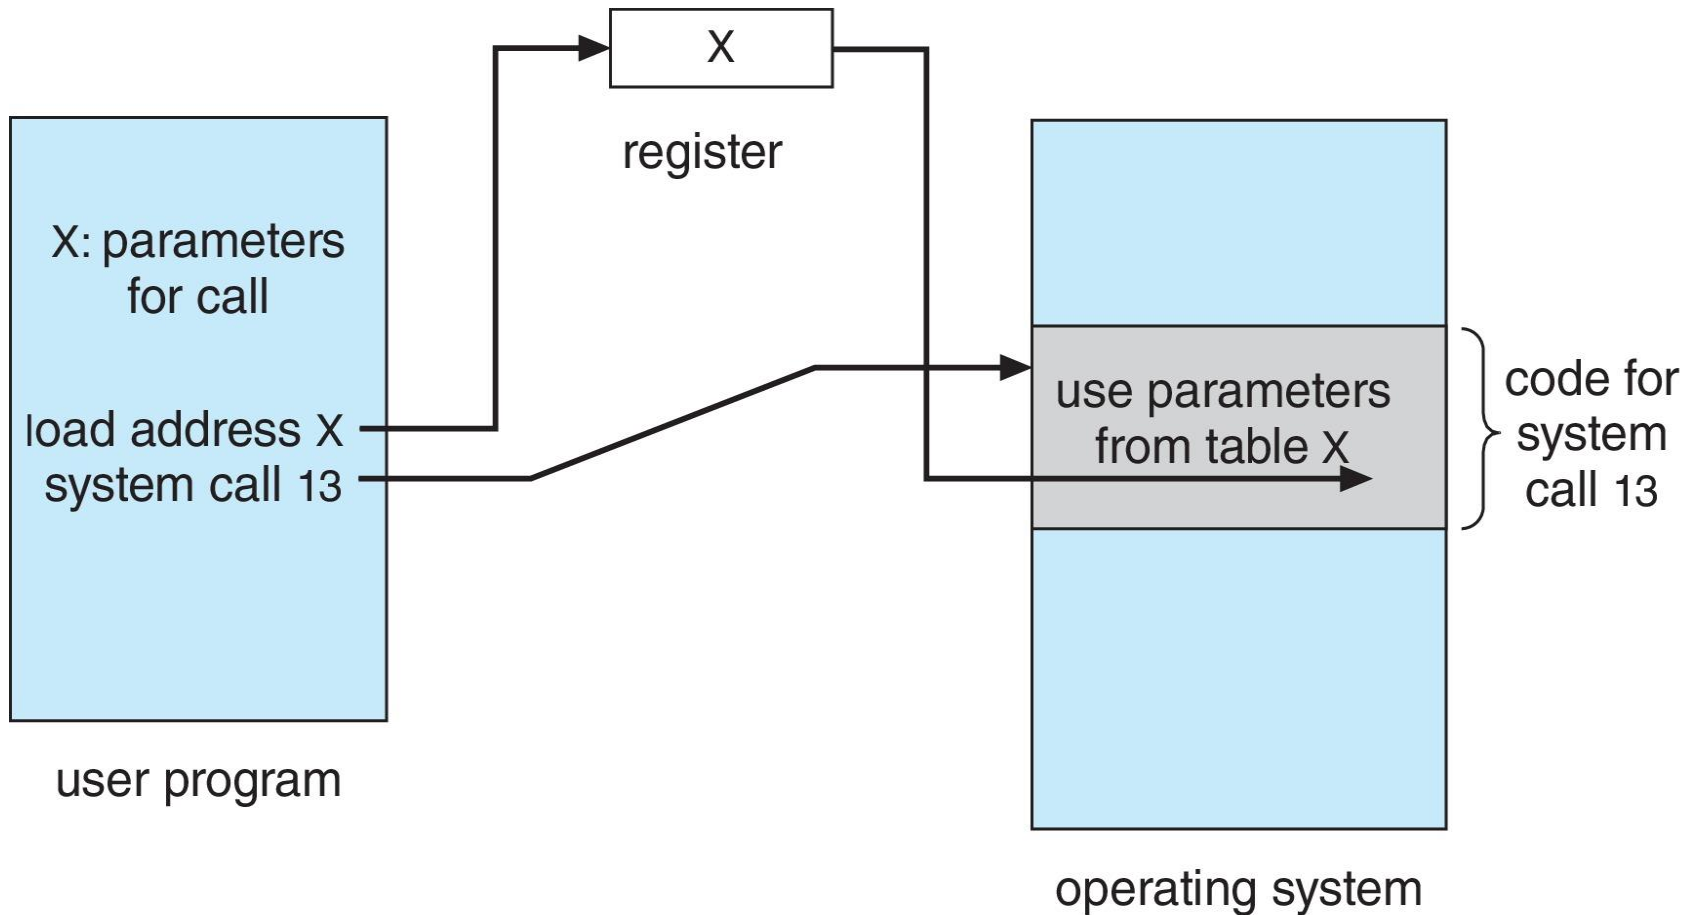 X
register
X: parameters
for call
load address X
system call 13
user program
use parameters
from table X
code for
system
call 13
operating system